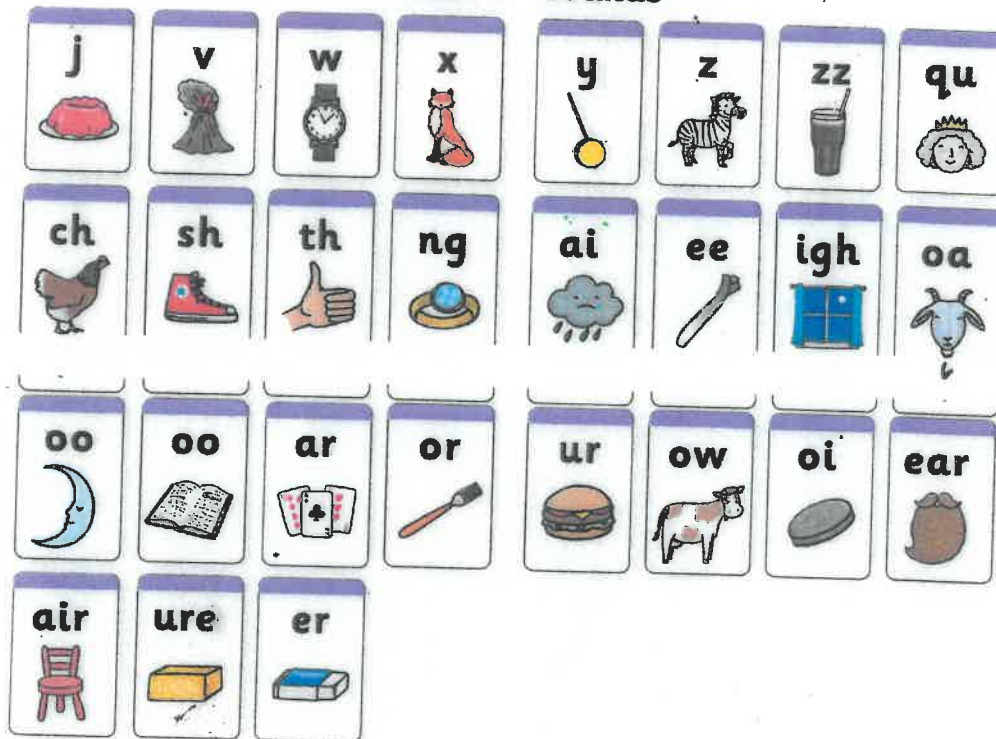 j v w x y z zz qu
ch sh th ng ai ee igh oa
oo oo ar or ur ow oi ear
air ure er